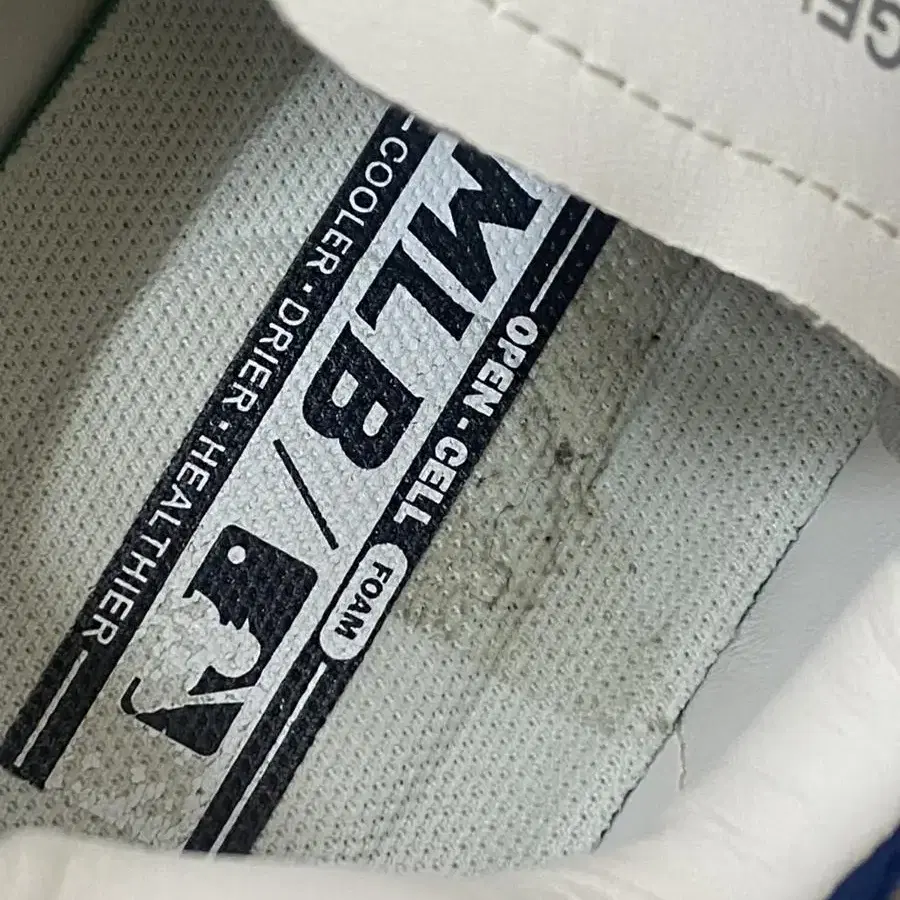 COOLER · DRIER · HEALTHIER
MLB /
OPEN - CELL FOAM